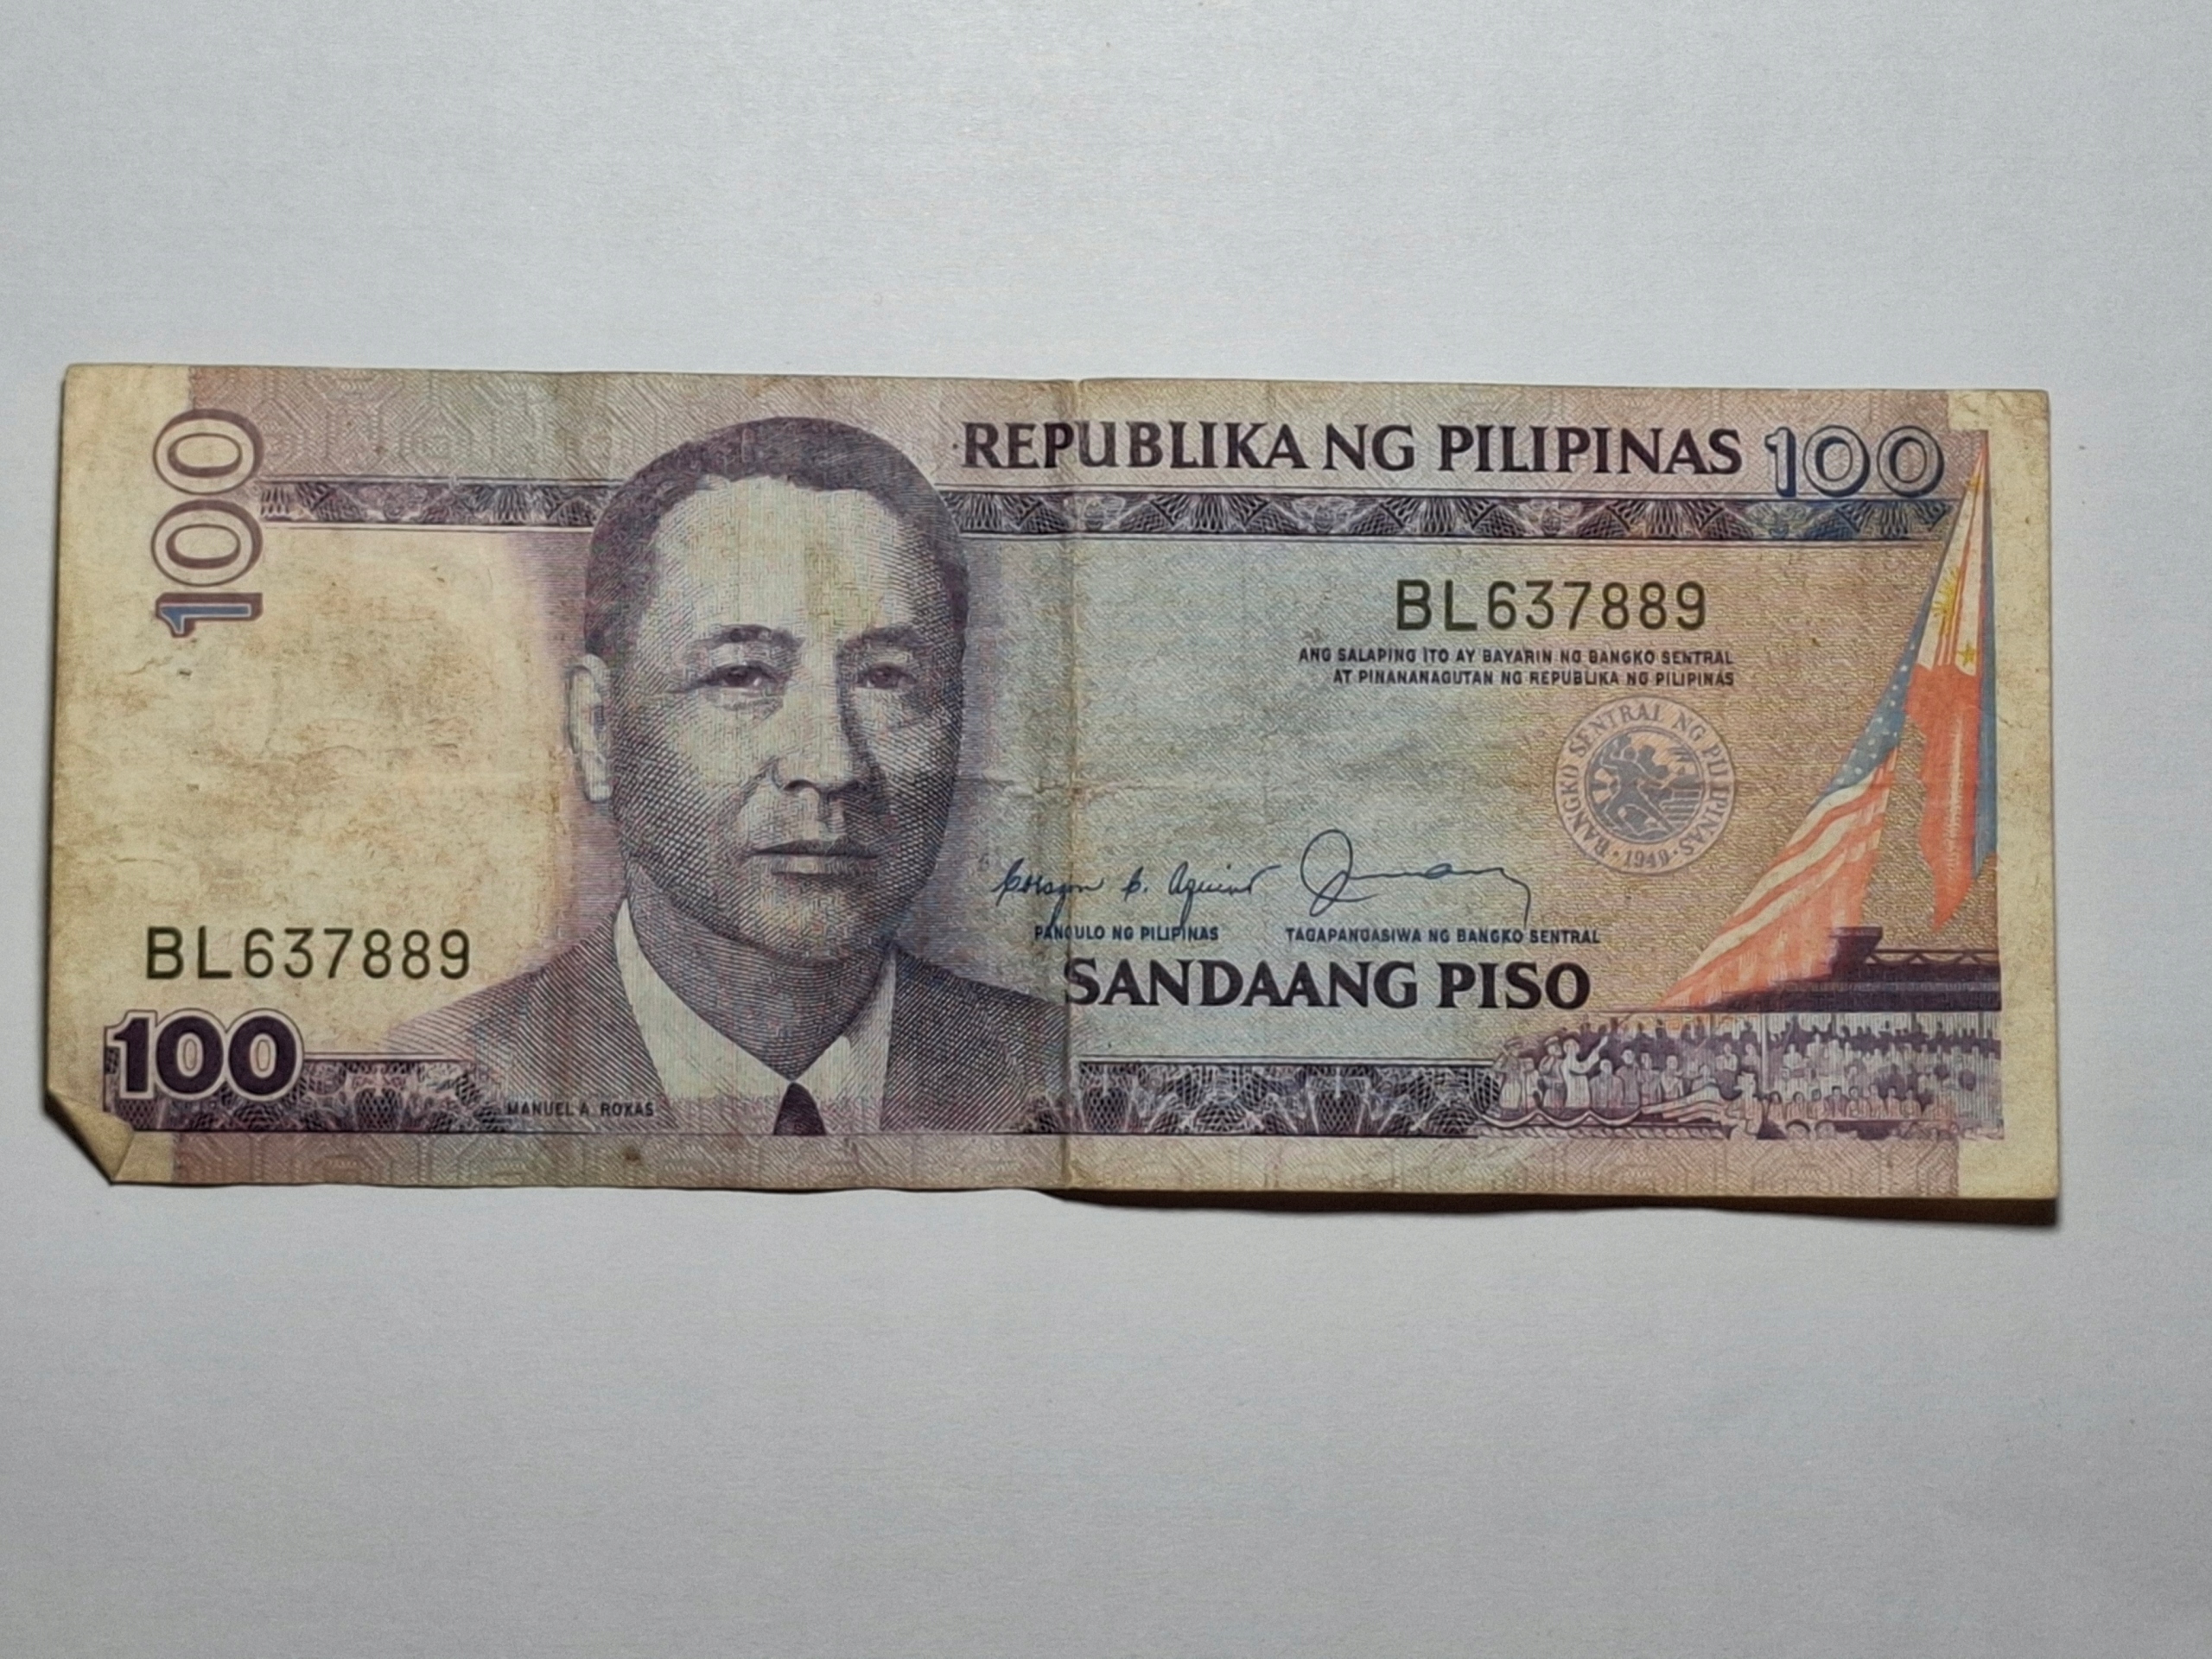 100
REPUBLIKA NG PILIPINAS 100
BL637889
ANG SALAPING ITO AY BAYARIN NG BANGKO SENTRAL
AT PINANANAGUTAN NG REPUBLIKA NG PILIPINAS
BANGKO SENTRAL NG PILIPINAS
1949
Corazon C. Aquino
PANGULO NG PILIPINAS TAGAPANGASIWA NG BANGKO SENTRAL
BL637889
SANDAANG PISO
100
MANUEL A. ROXAS